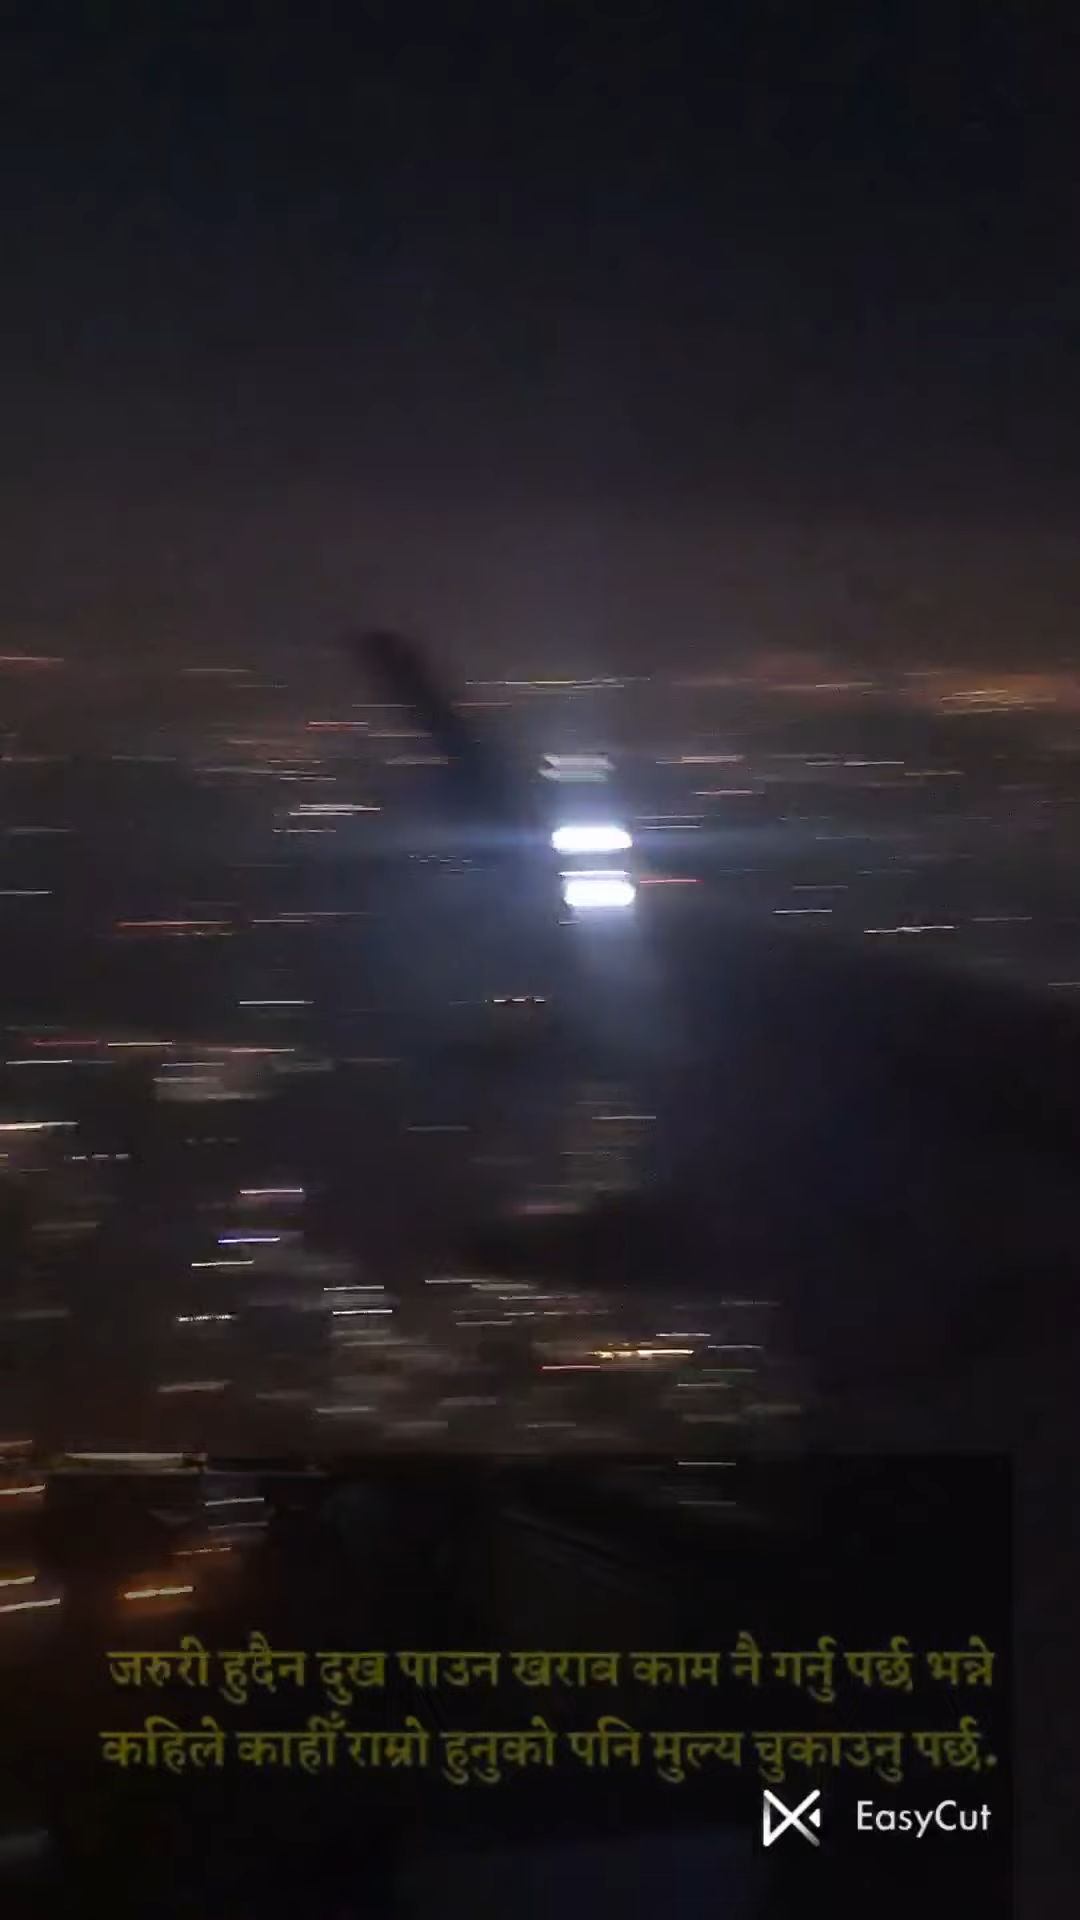 जरुरी हुदैन दुख पाउन खराब काम नै गर्नु पर्छ भन्ने
कहिले काहीँ राम्रो हुनुको पनि मुल्य चुकाउनु पर्छ.
EasyCut